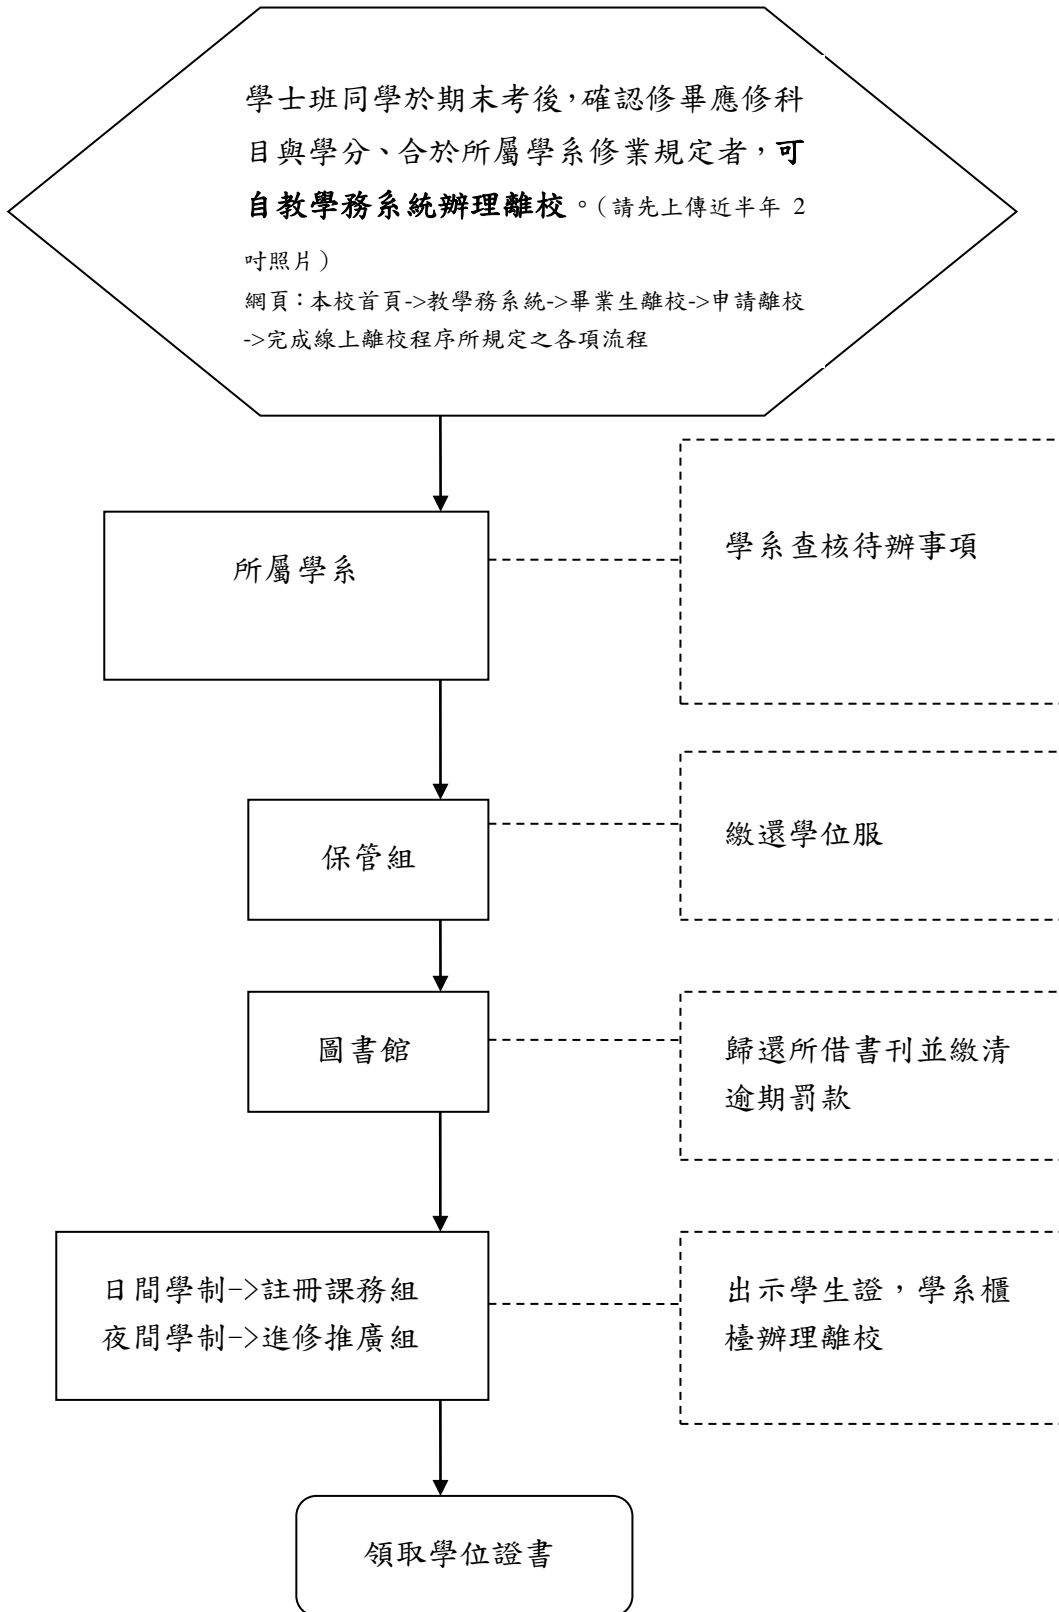 學士班同學於期末考後，確認修畢應修科
目與學分、合於所屬學系修業規定者，可
自教學務系統辦理離校。（請先上傳近半年 2
吋照片）
網頁：本校首頁->教學務系統->畢業生離校->申請離校
->完成線上離校程序所規定之各項流程
所屬學系
學系查核待辦事項
保管組
繳還學位服
圖書館
歸還所借書刊並繳清
逾期罰款
日間學制->註冊課務組
夜間學制->進修推廣組
出示學生證，學系櫃
檯辦理離校
領取學位證書